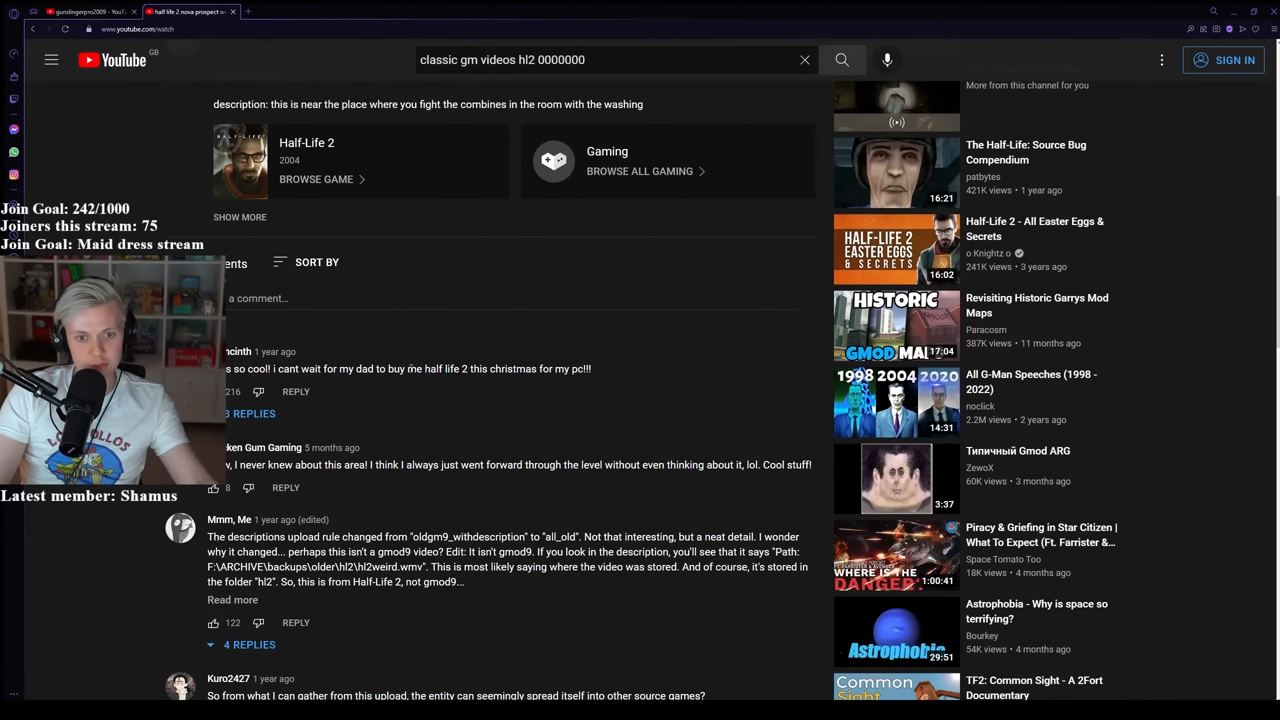 gunslingerpro2009 - YouT
half life 2 nova prospect w
www.youtube.com/watch
YouTube GB
classic gm videos hl2 0000000
SIGN IN
description: this is near the place where you fight the combines in the room with the washing
Half-Life 2
2004
BROWSE GAME
Gaming
BROWSE ALL GAMING
SHOW MORE
Join Goal: 242/1000
Joiners this stream: 75
Join Goal: Maid dress stream
LOS POLLOS
Latest member: Shamus
ents
SORT BY
a comment...
ncinth 1 year ago
s so cool! i cant wait for my dad to buy me half life 2 this christmas for my pc!!!
216 REPLY
REPLIES
ken Gum Gaming 5 months ago
w, I never knew about this area! I think I always just went forward through the level without even thinking about it, lol. Cool stuff!
8 REPLY
Mmm, Me 1 year ago (edited)
The descriptions upload rule changed from "oldgm9_withdescription" to "all_old". Not that interesting, but a neat detail. I wonder
why it changed... perhaps this isn't a gmod9 video? Edit: It isn't gmod9. If you look in the description, you'll see that it says "Path:
F:\ARCHIVE\backups\older\hl2\hl2weird.wmv". This is most likely saying where the video was stored. And of course, it's stored in
the folder "hl2". So, this is from Half-Life 2, not gmod9...
Read more
122 REPLY
4 REPLIES
Kuro2427 1 year ago
So from what I can gather from this upload, the entity can seemingly spread itself into other source games?
More from this channel for you
The Half-Life: Source Bug
Compendium
patbytes
421K views • 1 year ago
16:21
HALF-LIFE 2
EASTER EGGS
& SECRETS
16:02
Half-Life 2 - All Easter Eggs &
Secrets
o Knightz o
241K views • 3 years ago
HISTORIC
GMOD MA
17:04
Revisiting Historic Garrys Mod
Maps
Paracosm
387K views • 11 months ago
1998 2004 2020
14:31
All G-Man Speeches (1998 -
2022)
noclick
2.2M views • 2 years ago
3:37
Типичный Gmod ARG
ZewoX
60K views • 3 months ago
WHERE IS THE
DANGER
1:00:41
Piracy & Griefing in Star Citizen |
What To Expect (Ft. Farrister &...
Space Tomato Too
18K views • 4 months ago
Astrophobia
29:51
Astrophobia - Why is space so
terrifying?
Bourkey
54K views • 4 months ago
Common
Sight
TF2: Common Sight - A 2Fort
Documentary